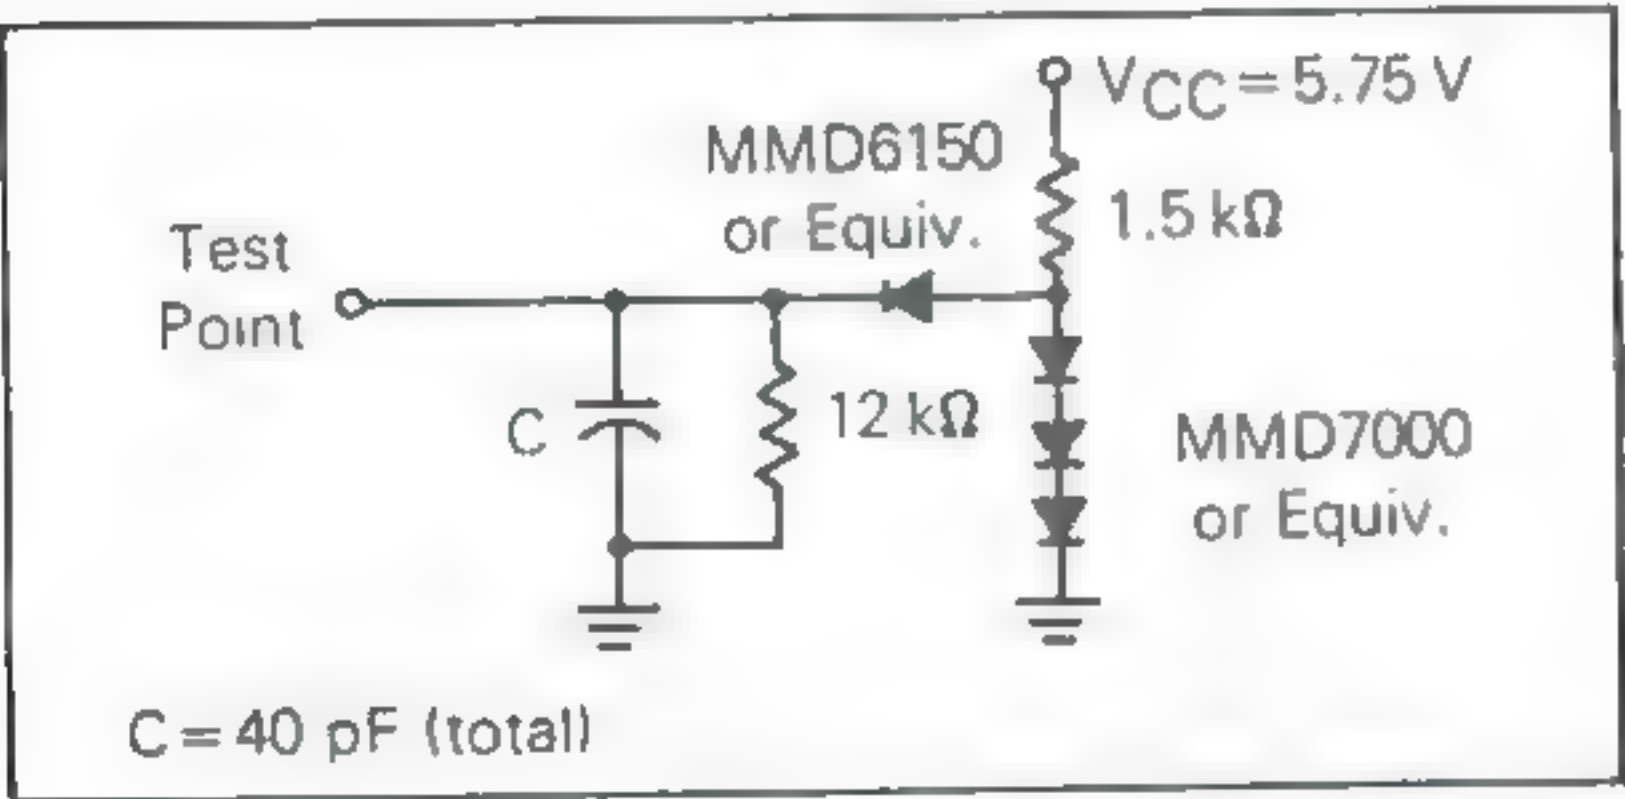 VCC = 5.75 V
MMD6150
or Equiv.
1.5 kΩ
Test
Point
C
12 kΩ
MMD7000
or Equiv.
C = 40 pF (total)